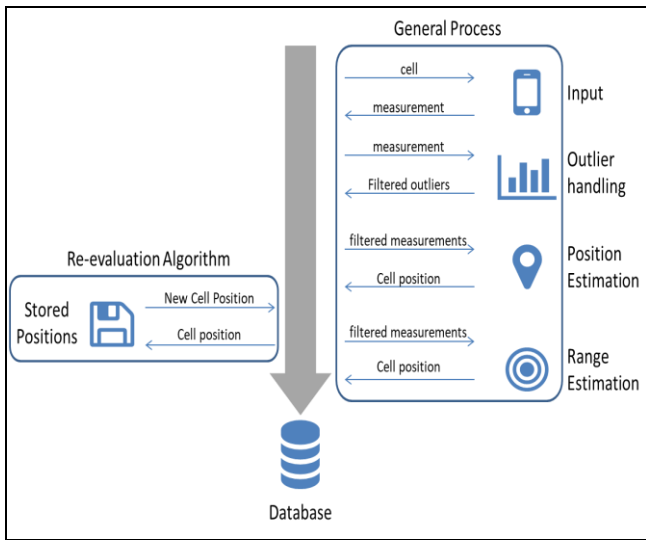 General Process
cell
Input
measurement
measurement
Outlier
handling
Filtered outliers
filtered measurements
Position
Estimation
Cell position
filtered measurements
Range
Estimation
Cell position
Re-evaluation Algorithm
Stored
Positions
New Cell Position
Cell position
Database